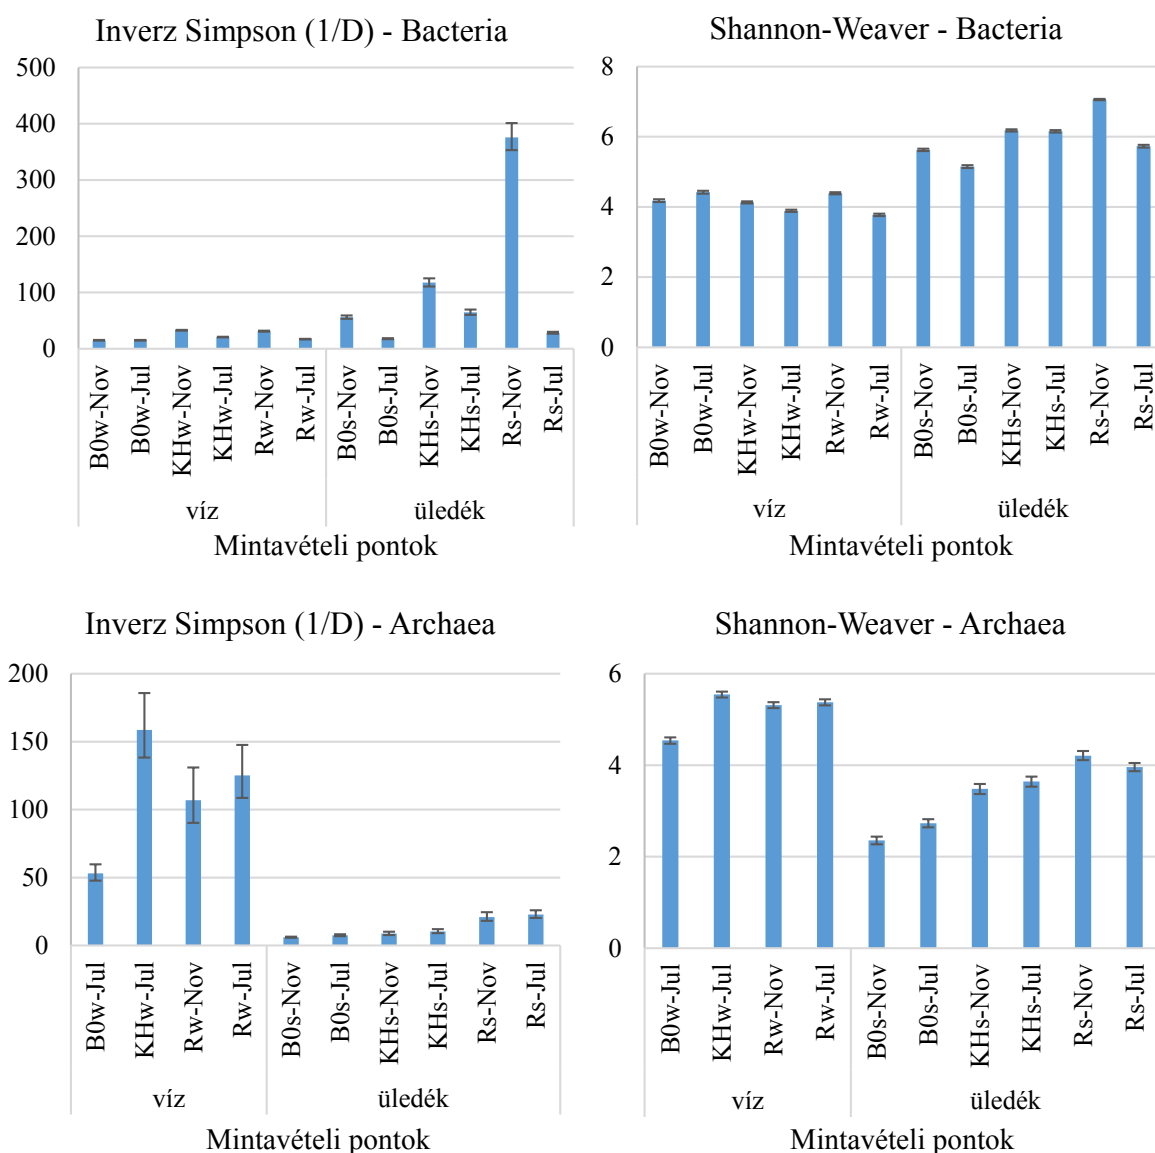 Inverz Simpson (1/D) - Bacteria
500
400
300
200
100
0
B0w-Nov
B0w-Jul
KHw-Nov
KHw-Jul
Rw-Nov
Rw-Jul
B0s-Nov
B0s-Jul
KHs-Nov
KHs-Jul
Rs-Nov
Rs-Jul
víz
üledék
Mintavételi pontok
Shannon-Weaver - Bacteria
8
6
4
2
0
B0w-Nov
B0w-Jul
KHw-Nov
KHw-Jul
Rw-Nov
Rw-Jul
B0s-Nov
B0s-Jul
KHs-Nov
KHs-Jul
Rs-Nov
Rs-Jul
víz
üledék
Mintavételi pontok
Inverz Simpson (1/D) - Archaea
200
150
100
50
0
B0w-Jul
KHw-Jul
Rw-Nov
Rw-Jul
B0s-Nov
B0s-Jul
KHs-Nov
KHs-Jul
Rs-Nov
Rs-Jul
víz
üledék
Mintavételi pontok
Shannon-Weaver - Archaea
6
4
2
0
B0w-Jul
KHw-Jul
Rw-Nov
Rw-Jul
B0s-Nov
B0s-Jul
KHs-Nov
KHs-Jul
Rs-Nov
Rs-Jul
víz
üledék
Mintavételi pontok